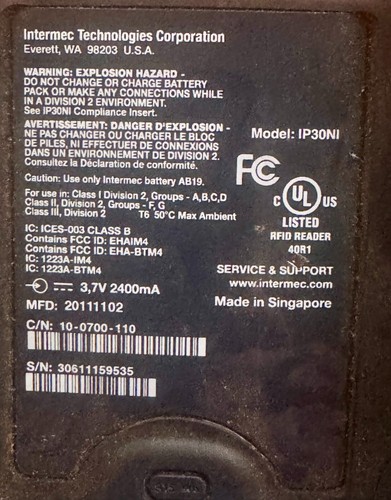 Intermec Technologies Corporation
Everett, WA 98203 U.S.A.
WARNING: EXPLOSION HAZARD -
DO NOT CHANGE OR CHARGE BATTERY
PACK OR MAKE ANY CONNECTIONS WHILE
IN A DIVISION 2 ENVIRONMENT.
See IP30NI Compliance Insert.
AVERTISSEMENT: DANGER D'EXPLOSION -
NE PAS CHANGER OU CHARGER LE BLOC
DE PILES, NI EFFECTUER DE CONNEXIONS
DANS UN ENVIRONNEMENT DE DIVISION 2.
Consultez la Déclaration de conformité.
Model: IP30NI
FC
Caution: Use only Intermec battery AB19.
For use in: Class I Division 2, Groups - A,B,C,D
Class II, Division 2, Groups - F, G
Class III, Division 2 T6 50°C Max Ambient
C UL US
LISTED
RFID READER
40R1
IC: ICES-003 CLASS B
Contains FCC ID: EHAIM4
Contains FCC ID: EHA-BTM4
IC: 1223A-IM4
IC: 1223A-BTM4
SERVICE & SUPPORT
www.intermec.com
3,7V 2400mA
MFD: 20111102
Made in Singapore
C/N: 10-0700-110
S/N: 30611159535